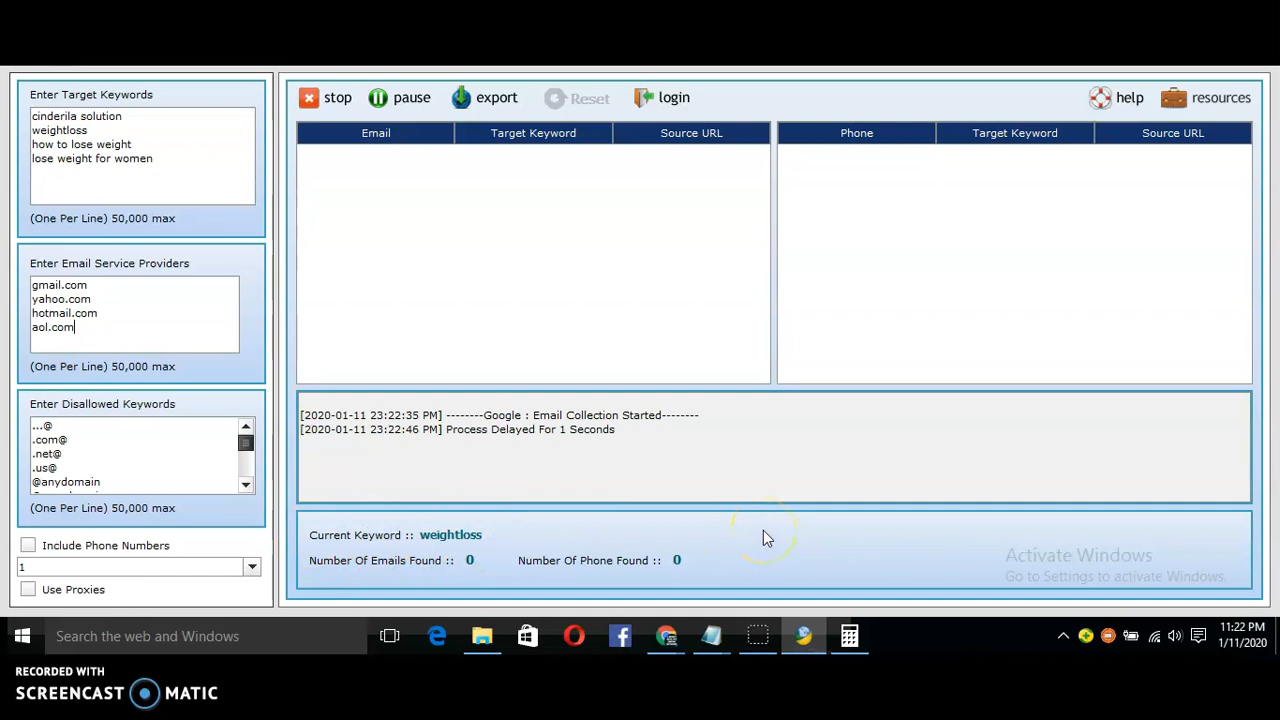 Enter Target Keywords
cinderila solution
weightloss
how to lose weight
lose weight for women
(One Per Line) 50,000 max
Enter Email Service Providers
gmail.com
yahoo.com
hotmail.com
aol.com
(One Per Line) 50,000 max
Enter Disallowed Keywords
...@
.com@
.net@
.us@
@anydomain
(One Per Line) 50,000 max
Include Phone Numbers
1
Use Proxies
stop pause export Reset login help resources
Email Target Keyword Source URL Phone Target Keyword Source URL
[2020-01-11 23:22:35 PM] --------Google : Email Collection Started--------
[2020-01-11 23:22:46 PM] Process Delayed For 1 Seconds
Current Keyword :: weightloss
Number Of Emails Found :: 0 Number Of Phone Found :: 0
Activate Windows
Go to Settings to activate Windows.
Search the web and Windows
11:22 PM
1/11/2020
RECORDED WITH
SCREENCAST MATIC